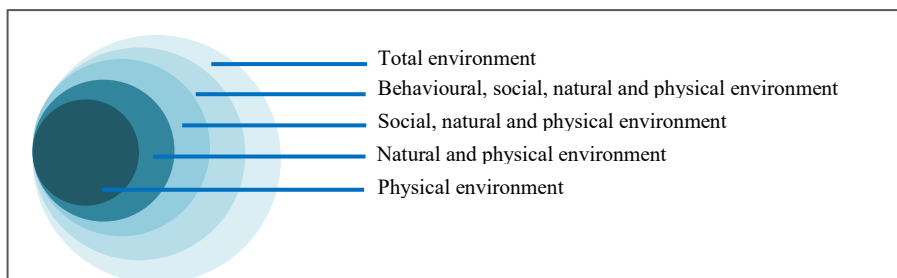 Total environment
Behavioural, social, natural and physical environment
Social, natural and physical environment
Natural and physical environment
Physical environment